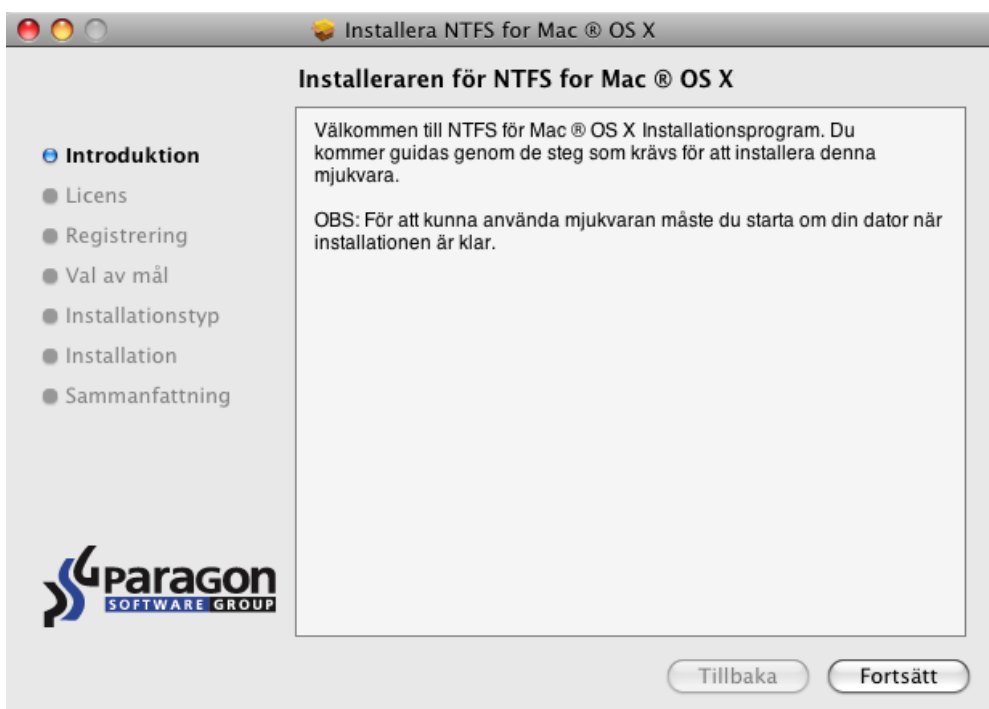 Installera NTFS for Mac ® OS X
Installeraren för NTFS for Mac ® OS X
Introduktion
Licens
Registrering
Val av mål
Installationstyp
Installation
Sammanfattning
Välkommen till NTFS för Mac ® OS X Installationsprogram. Du
kommer guidas genom de steg som krävs för att installera denna
mjukvara.
OBS: För att kunna använda mjukvaran måste du starta om din dator när
installationen är klar.
Paragon
SOFTWARE GROUP
Tillbaka
Fortsätt